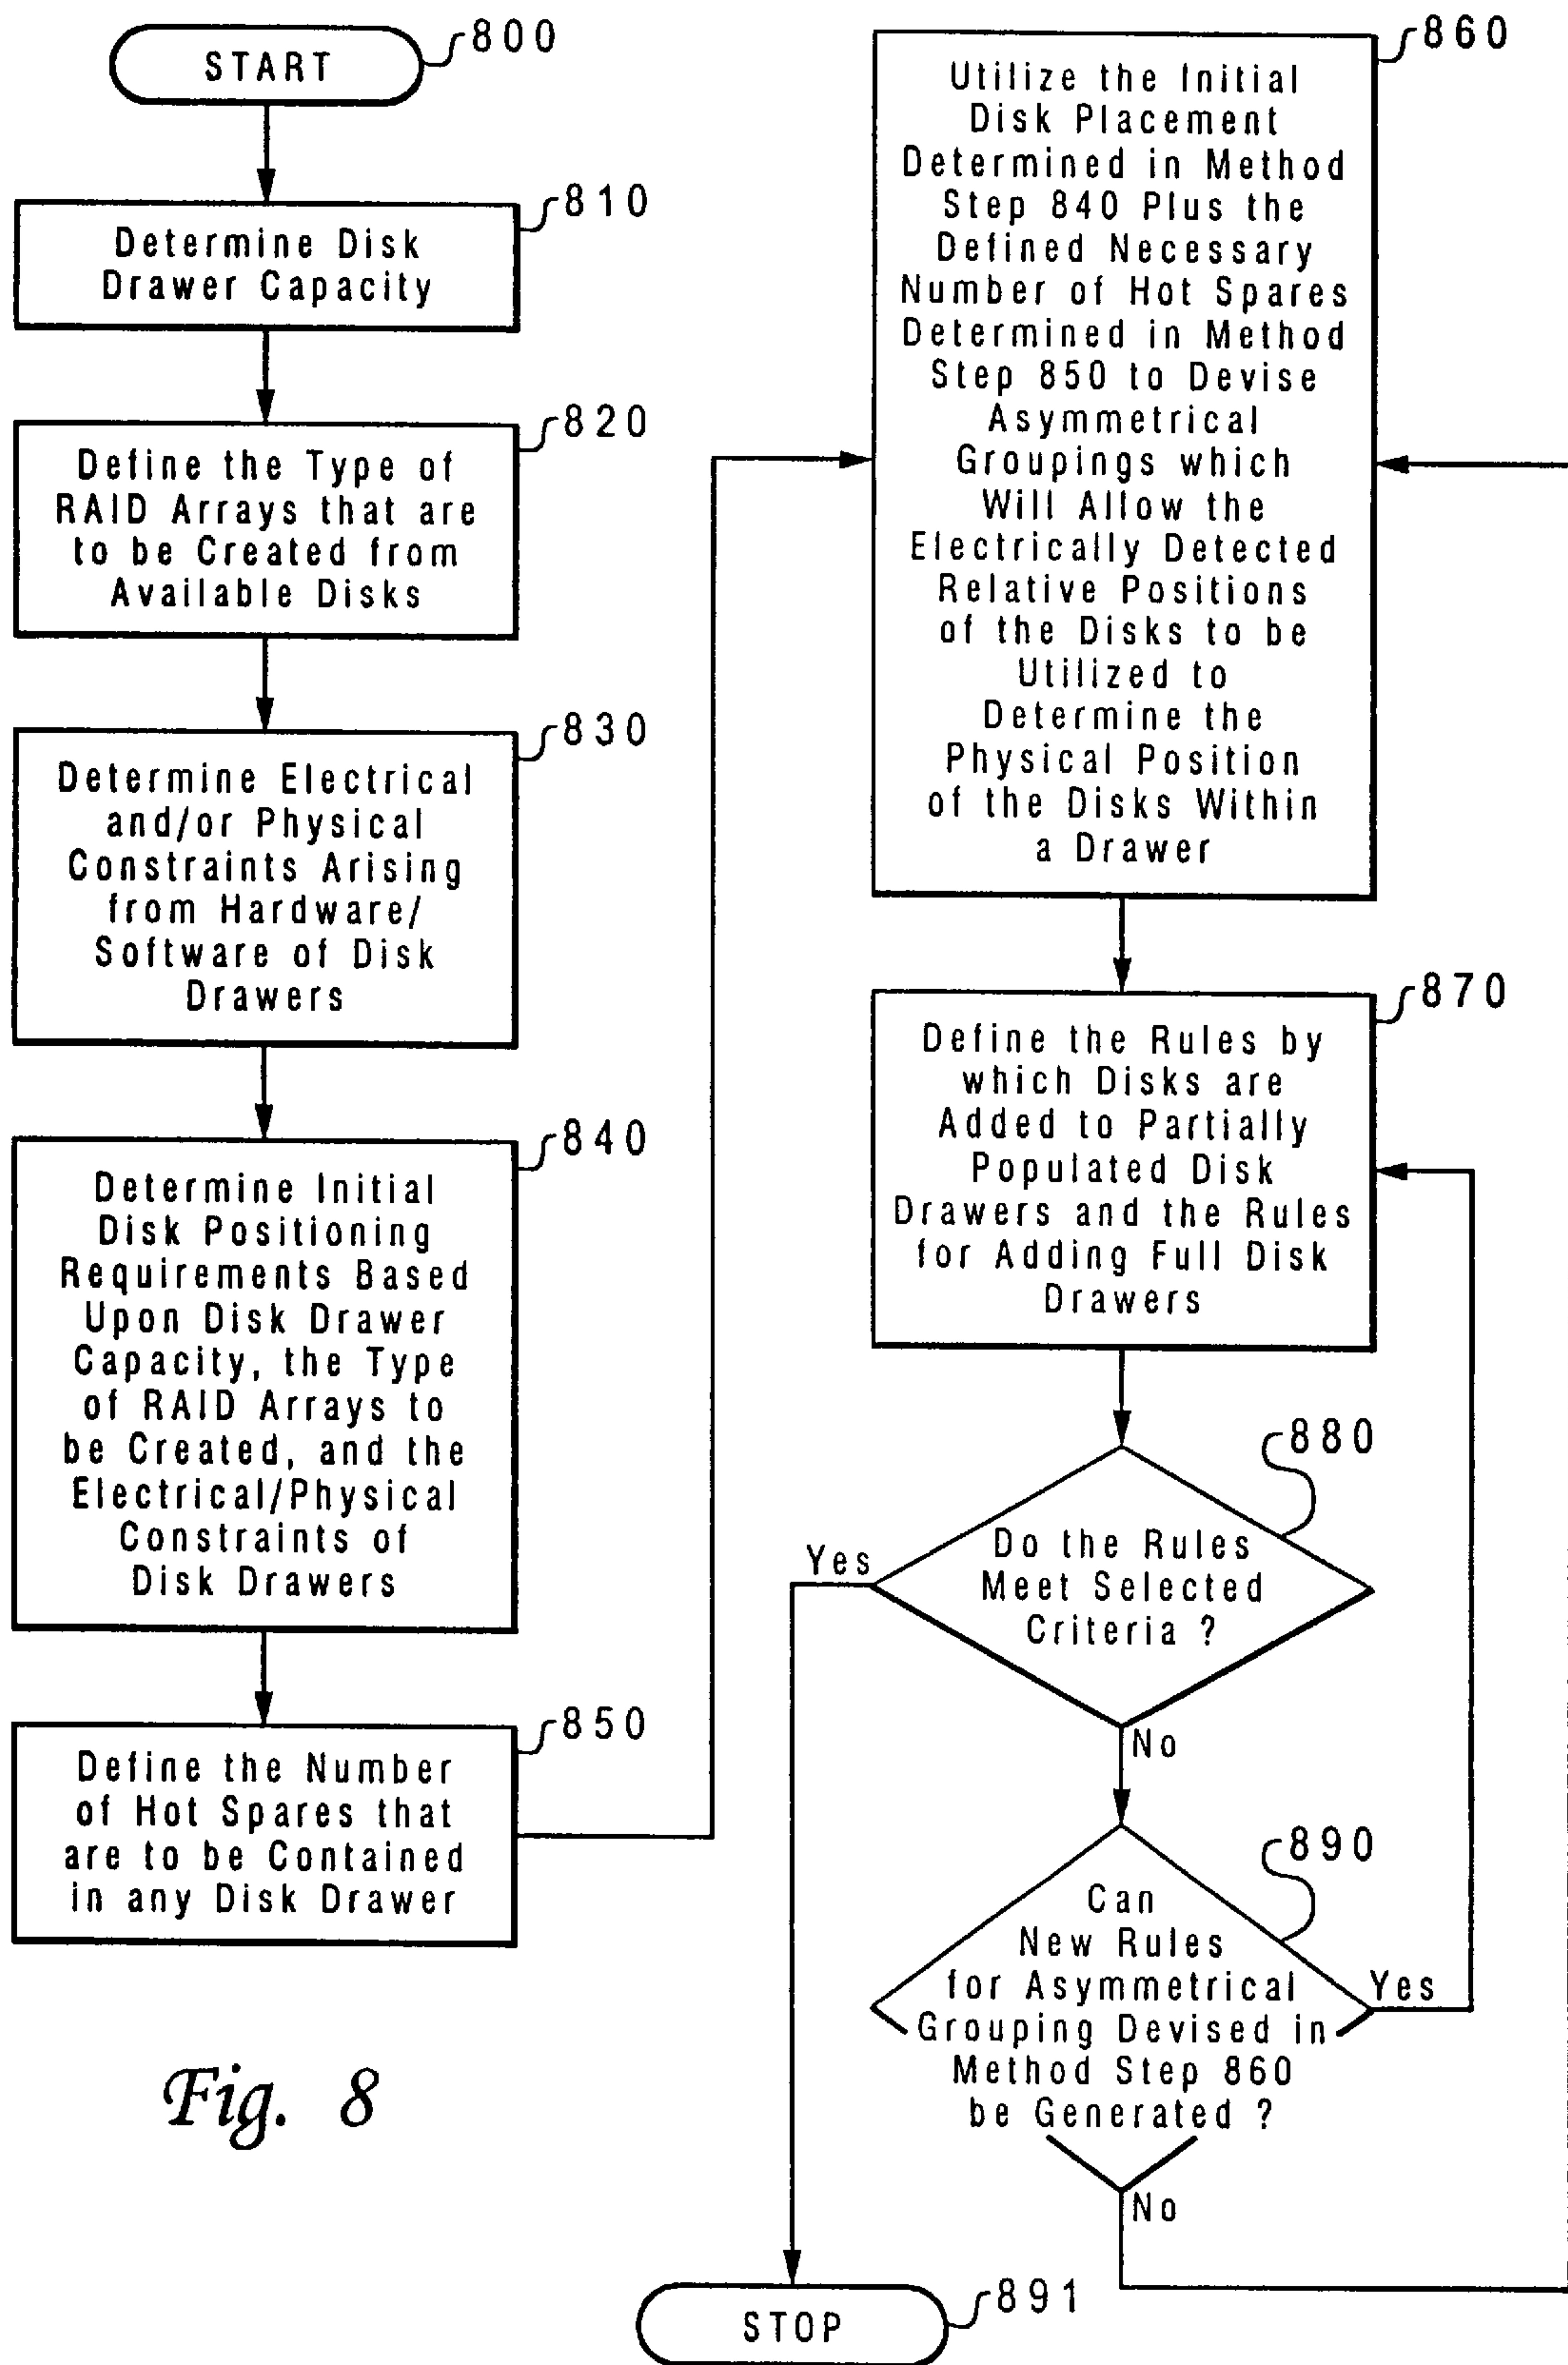 START
800
Determine Disk
Drawer Capacity
810
Define the Type of
RAID Arrays that are
to be Created from
Available Disks
820
Determine Electrical
and/or Physical
Constraints Arising
from Hardware/
Software of Disk
Drawers
830
Determine Initial
Disk Positioning
Requirements Based
Upon Disk Drawer
Capacity, the Type
of RAID Arrays to
be Created, and the
Electrical/Physical
Constraints of
Disk Drawers
840
Define the Number
of Hot Spares that
are to be Contained
in any Disk Drawer
850
Utilize the Initial
Disk Placement
Determined in Method
Step 840 Plus the
Defined Necessary
Number of Hot Spares
Determined in Method
Step 850 to Devise
Asymmetrical
Groupings which
Will Allow the
Electrically Detected
Relative Positions
of the Disks to be
Utilized to
Determine the
Physical Position
of the Disks Within
a Drawer
860
Define the Rules by
which Disks are
Added to Partially
Populated Disk
Drawers and the Rules
for Adding Full Disk
Drawers
870
880
Do the Rules
Meet Selected
Criteria ?
Yes
No
890
Can
New Rules
for Asymmetrical
Grouping Devised in
Method Step 860
be Generated ?
Yes
No
STOP
891
Fig. 8